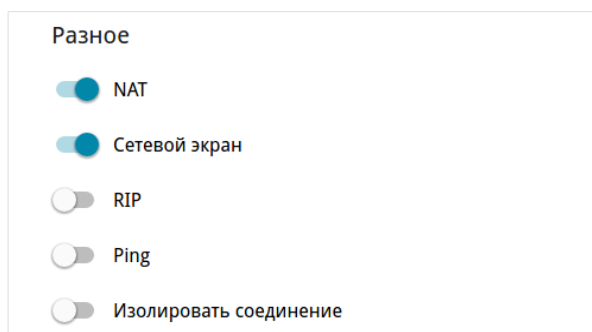 Разное
NAT
Сетевой экран
RIP
Ping
Изолировать соединение